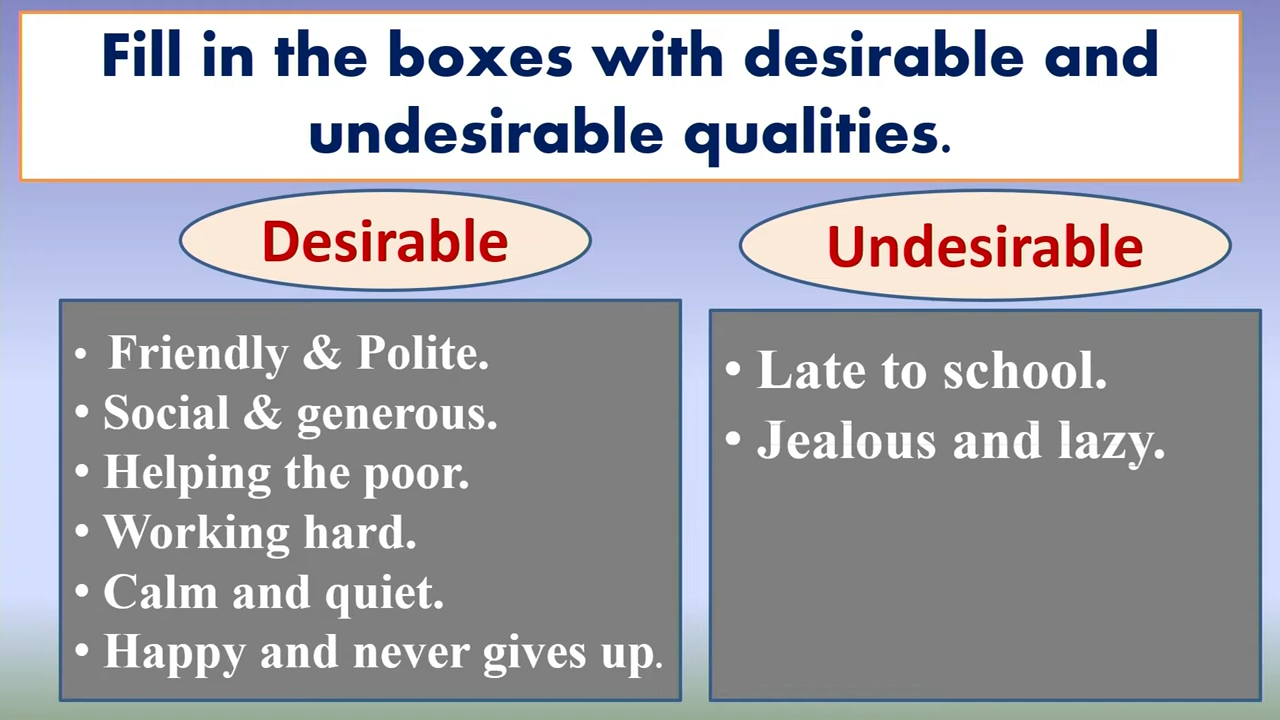 Fill in the boxes with desirable and
undesirable qualities.
Desirable
• Friendly & Polite.
• Social & generous.
• Helping the poor.
• Working hard.
• Calm and quiet.
• Happy and never gives up.
Undesirable
• Late to school.
• Jealous and lazy.